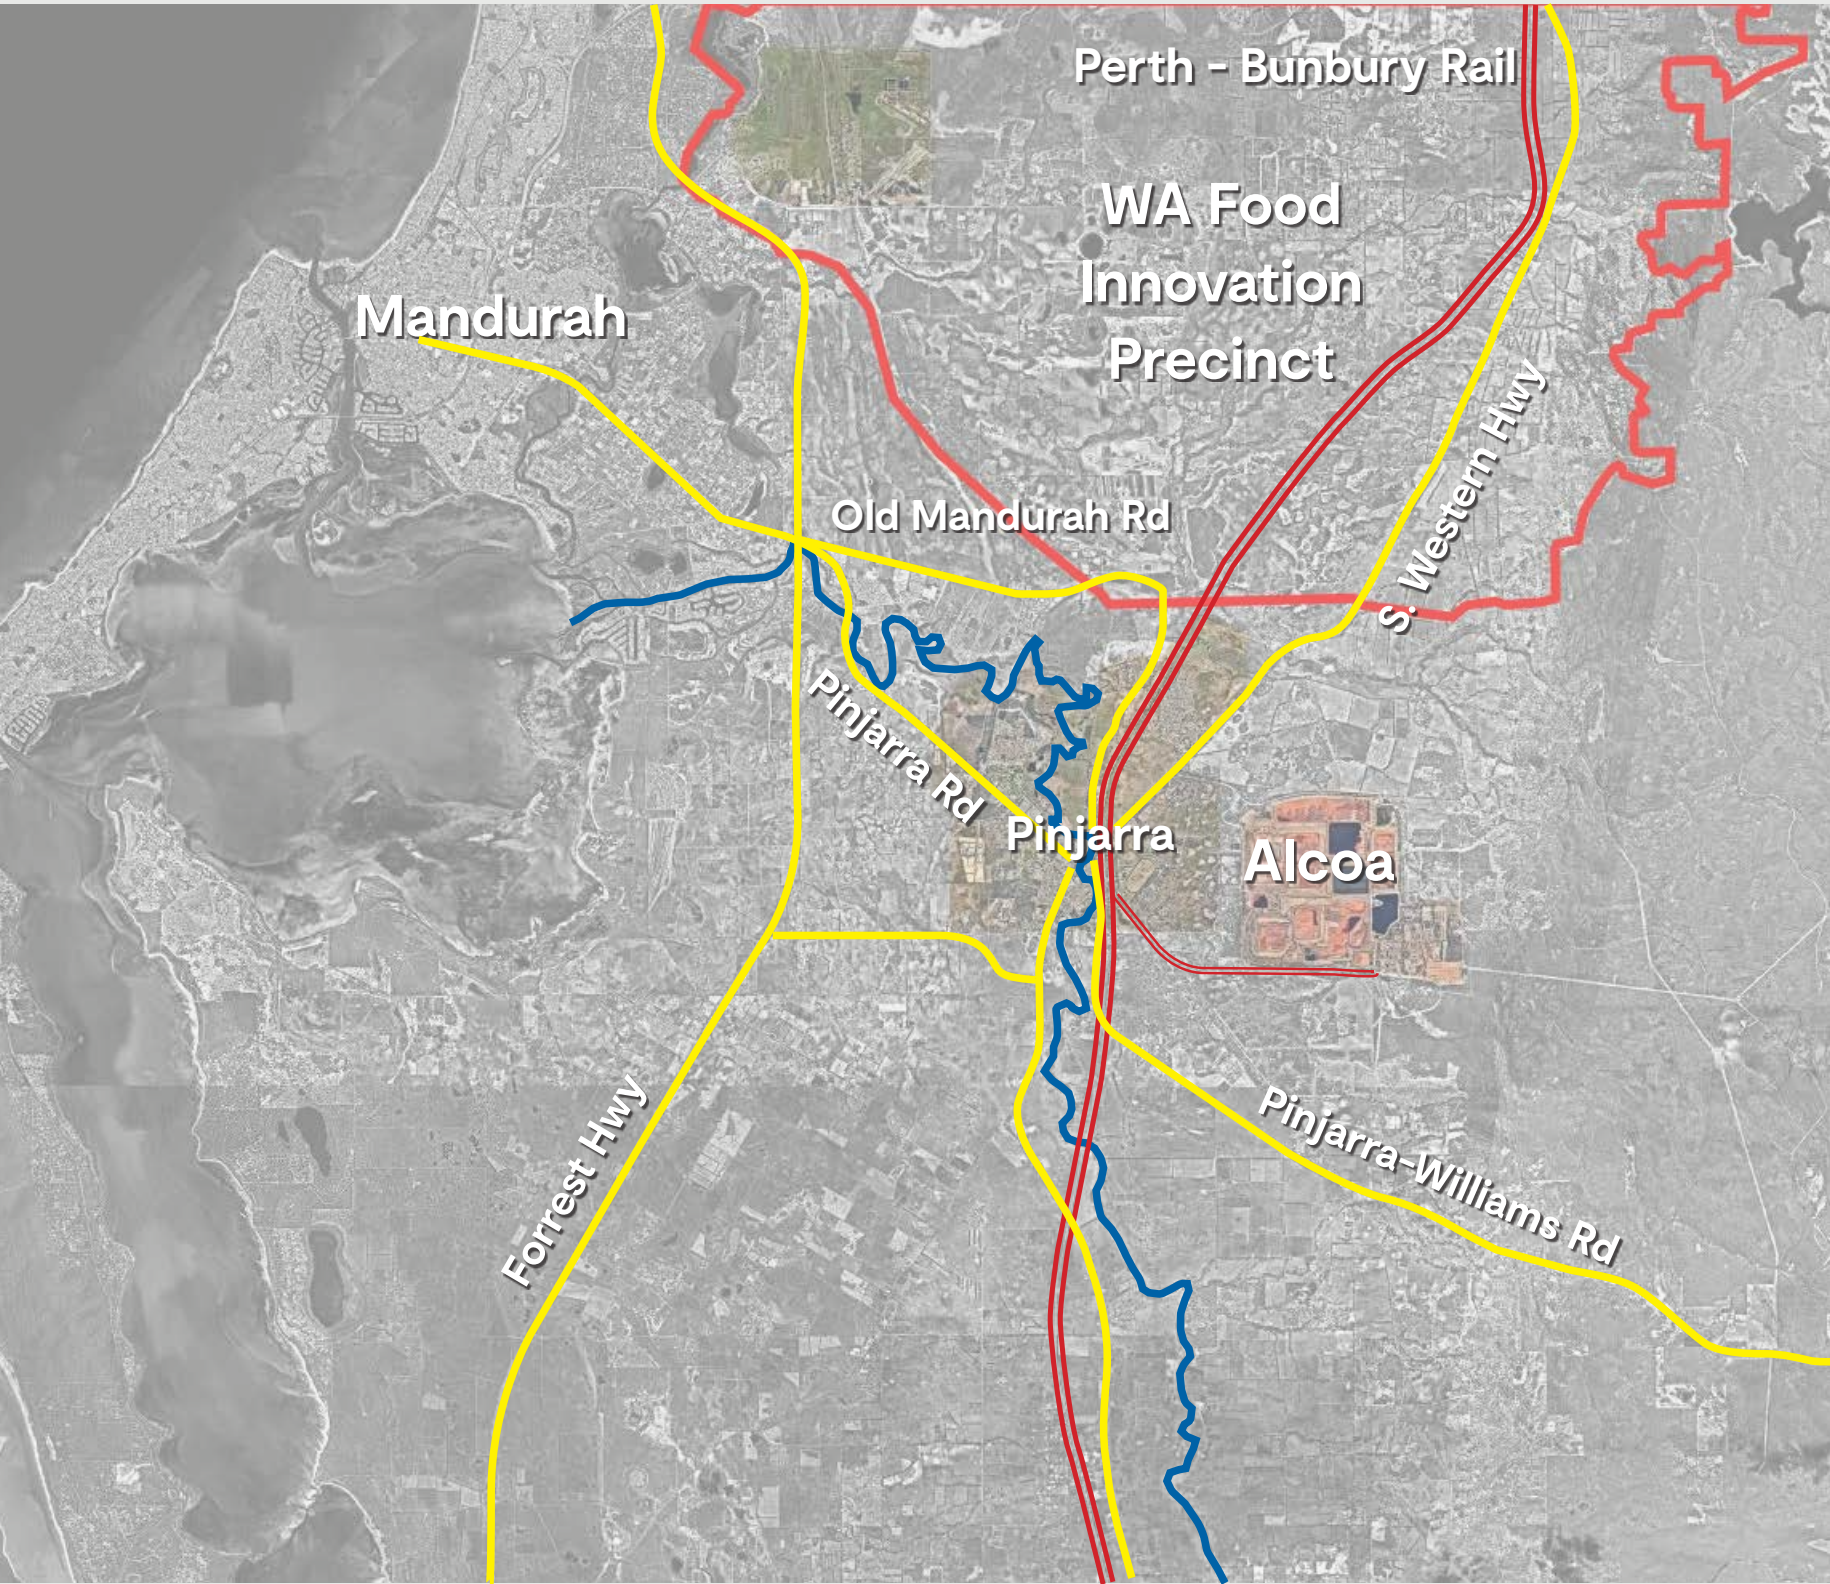 Perth - Bunbury Rail
WA Food
Innovation
Precinct
Mandurah
S. Western Hwy
Old Mandurah Rd
Pinjarra Rd
Pinjarra
Alcoa
Forrest Hwy
Pinjarra-Williams Rd